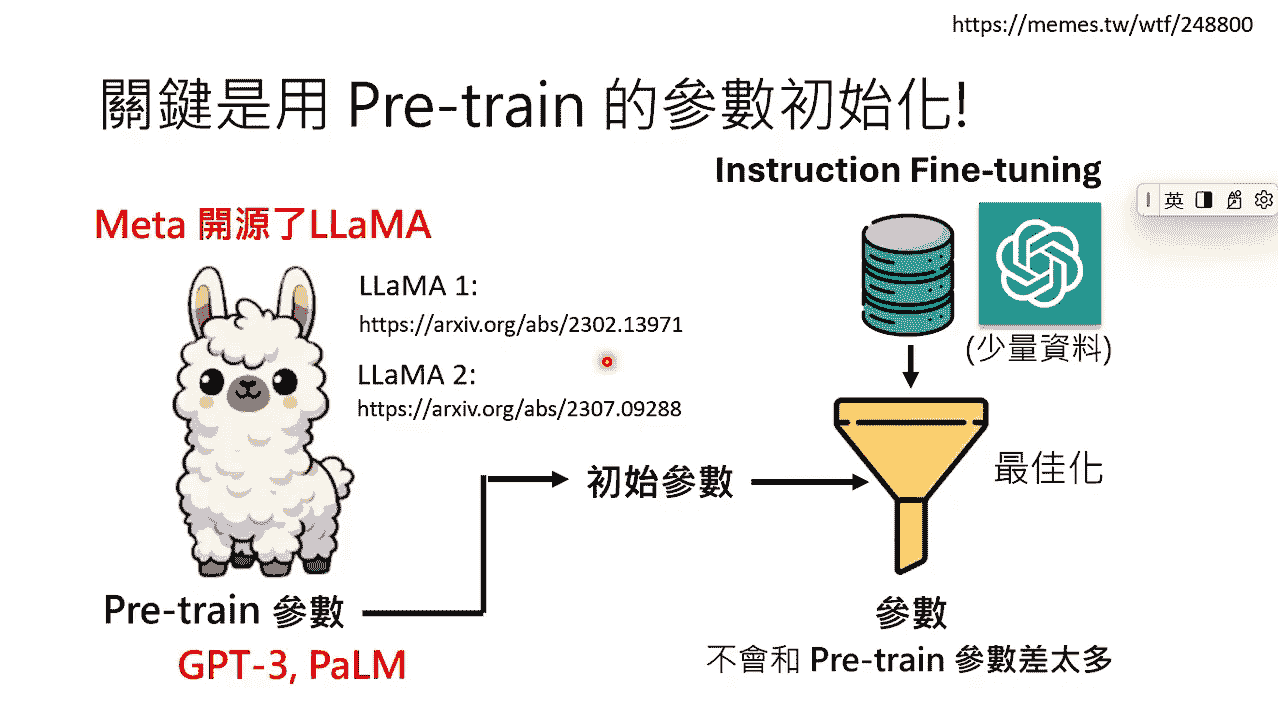 https://memes.tw/wtf/248800
關鍵是用 Pre-train 的參數初始化!
Instruction Fine-tuning
英
Meta 開源了LLaMA
LLaMA 1:
https://arxiv.org/abs/2302.13971
(少量資料)
LLaMA 2:
https://arxiv.org/abs/2307.09288
初始參數
最佳化
Pre-train 參數
GPT-3, PaLM
參數
不會和 Pre-train 參數差太多